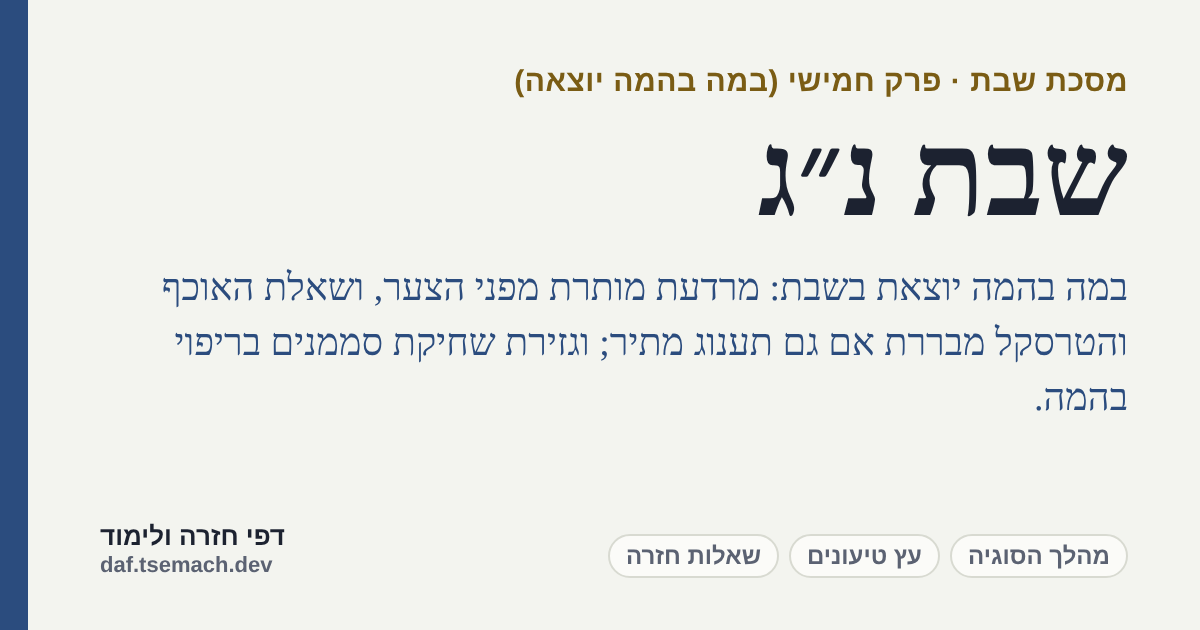 מסכת שבת · פרק חמישי (במה בהמה יוצאה)
שבת נ״ג
במה בהמה יוצאת בשבת: מרדעת מותרת מפני הצער, ושאלת האוכף
והטרסקל מבררת אם גם תענוג מתיר; וגזירת שחיקת סממנים בריפוי
בהמה.
מהלך הסוגיה
עץ טיעונים
שאלות חזרה
דפי חזרה ולימוד
daf.tsemach.dev